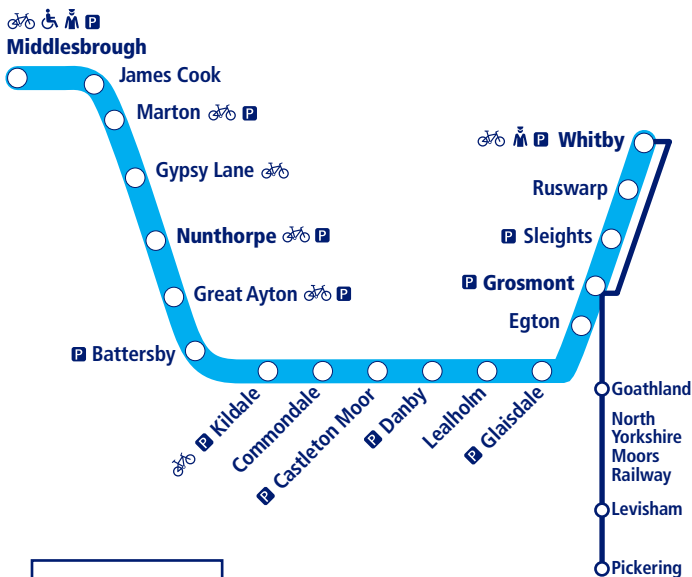 Middlesbrough
James Cook
Marton P
Gypsy Lane
Nunthorpe P
Great Ayton P
P Battersby
P Kildale
Commondale
P Castleton Moor
P Danby
Lealholm
P Glaisdale
Egton
P Grosmont
P Sleights
Ruswarp
P Whitby
P
Goathland
North
Yorkshire
Moors
Railway
Levisham
Pickering